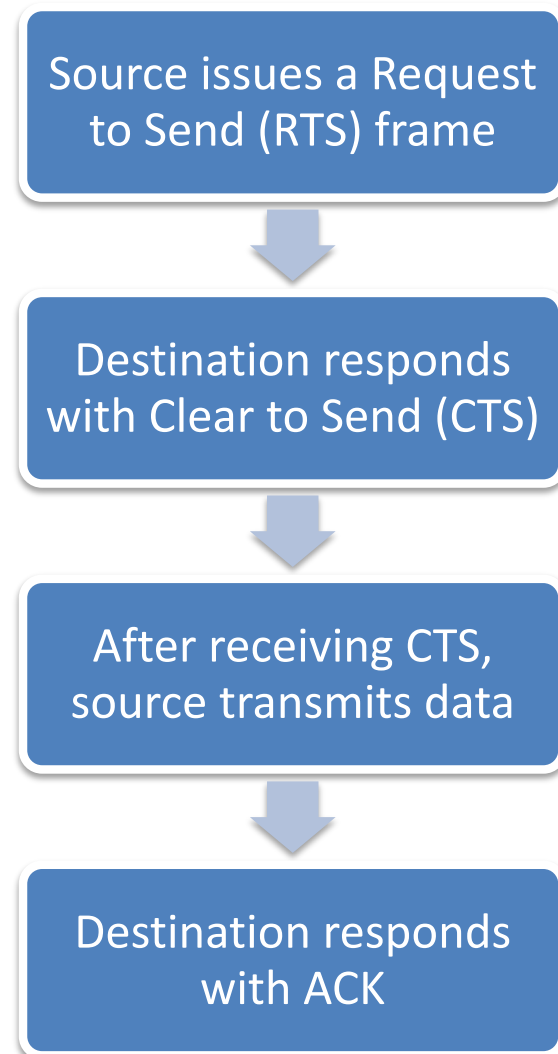 Source issues a Request
to Send (RTS) frame
Destination responds
with Clear to Send (CTS)
After receiving CTS,
source transmits data
Destination responds
with ACK